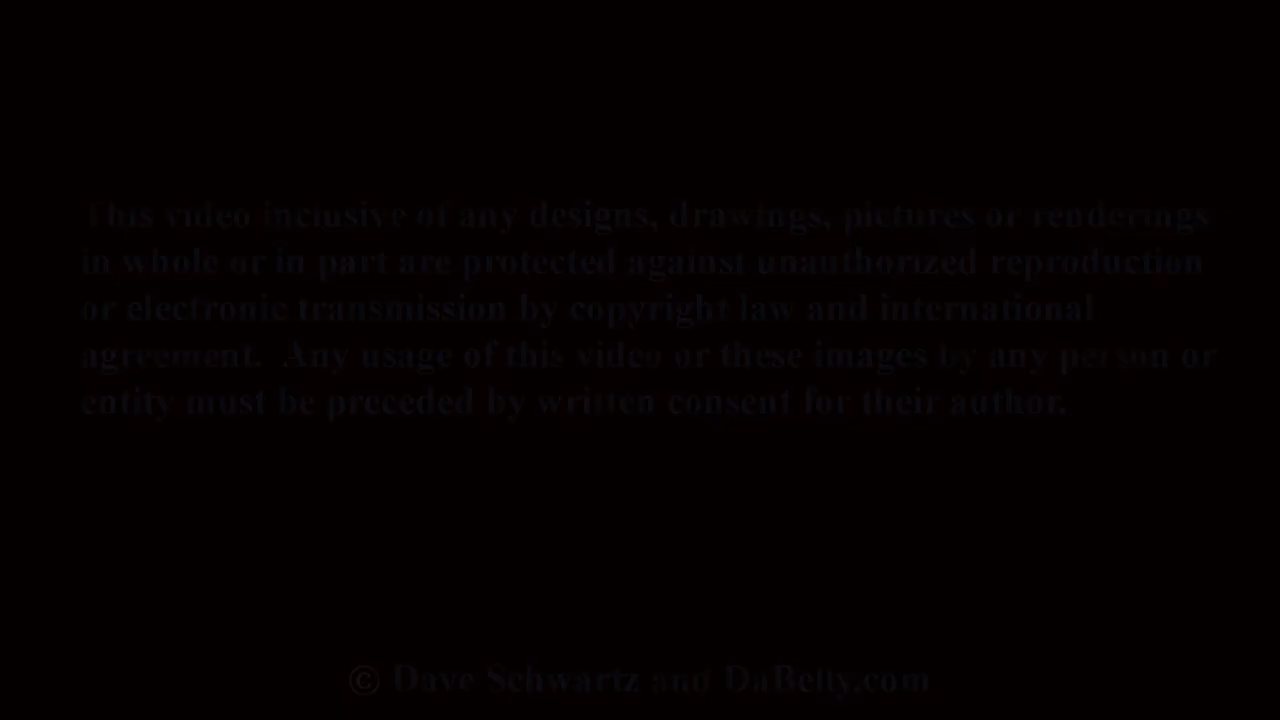 This video inclusive of any designs, drawings, pictures or renderings
in whole or in part are protected against unauthorized reproduction
or electronic transmission by copyright law and international
agreement.  Any usage of this video or these images by any person or
entity must be preceded by written consent for their author.
© Dave Schwartz and DaBetty.com